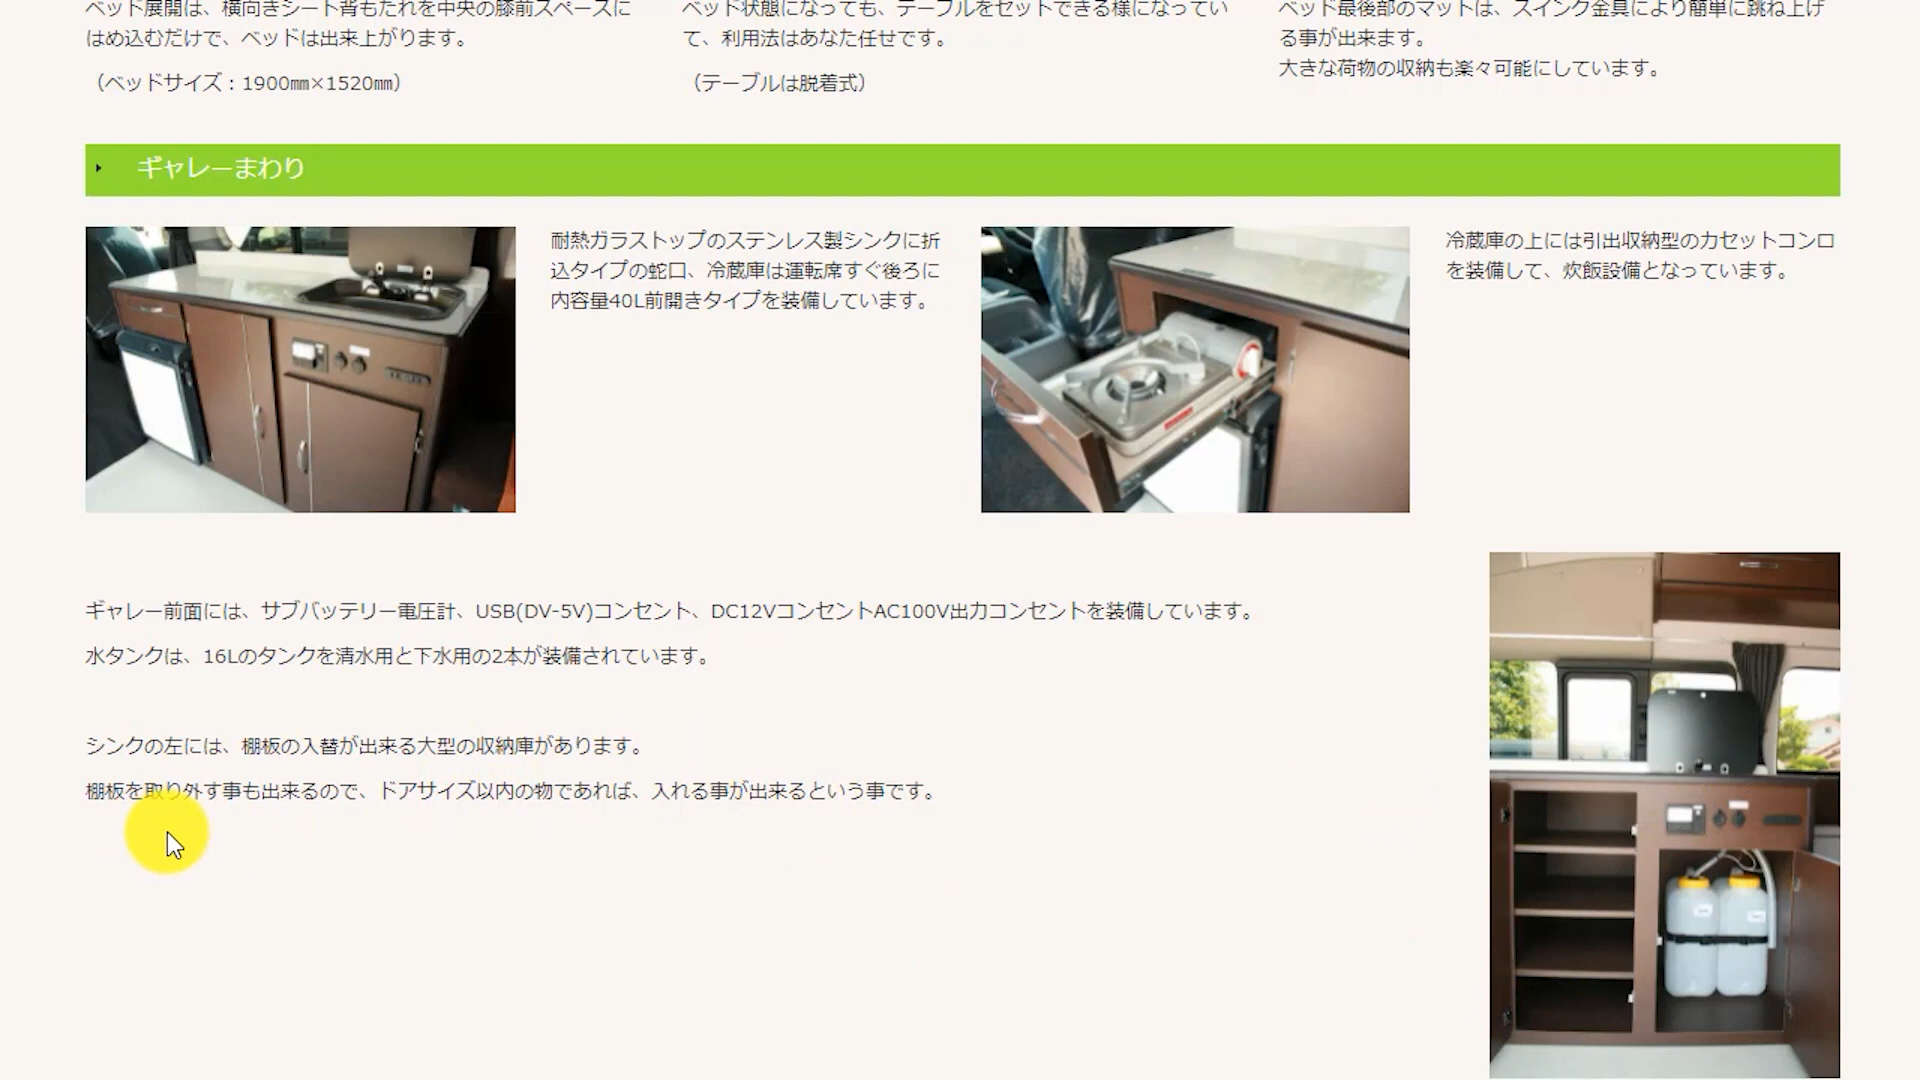 ベッド展開は、横向きシート背もたれを中央の膝前スペースに
はめ込むだけで、ベッドは出来上がります。
（ベッドサイズ：1900㎜×1520㎜）
ベッド状態になっても、テーブルをセットできる様になってい
て、利用法はあなた任せです。
（テーブルは脱着式）
ベッド最後部のマットは、スイング金具により簡単に跳ね上げ
る事が出来ます。
大きな荷物の収納も楽々可能にしています。
ギャレーまわり
耐熱ガラストップのステンレス製シンクに折
込タイプの蛇口、冷蔵庫は運転席すぐ後ろに
内容量40L前開きタイプを装備しています。
冷蔵庫の上には引出収納型のカセットコンロ
を装備して、炊飯設備となっています。
ギャレー前面には、サブバッテリー電圧計、USB(DV-5V)コンセント、DC12VコンセントAC100V出力コンセントを装備しています。
水タンクは、16Lのタンクを清水用と下水用の2本が装備されています。
シンクの左には、棚板の入替が出来る大型の収納庫があります。
棚板を取り外す事も出来るので、ドアサイズ以内の物であれば、入れる事が出来るという事です。